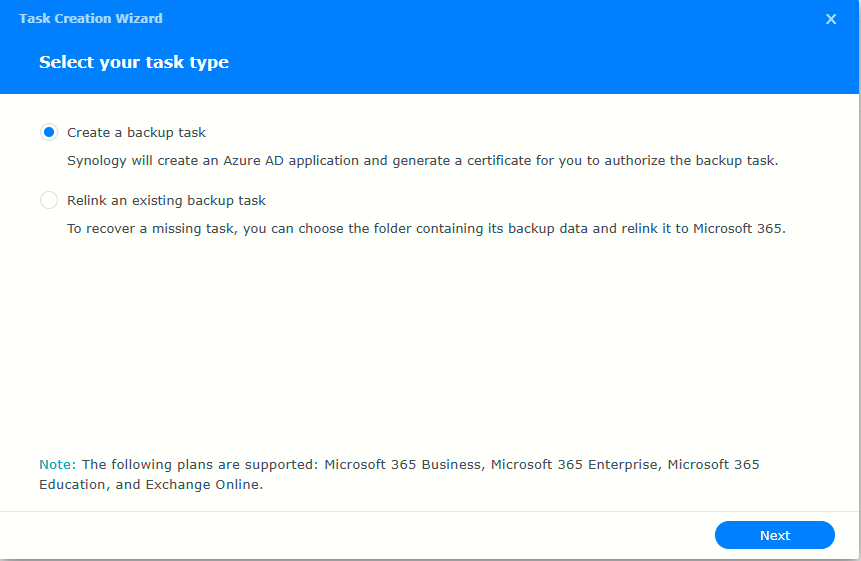 Task Creation Wizard
Select your task type
Create a backup task
Synology will create an Azure AD application and generate a certificate for you to authorize the backup task.
Relink an existing backup task
To recover a missing task, you can choose the folder containing its backup data and relink it to Microsoft 365.
Note: The following plans are supported: Microsoft 365 Business, Microsoft 365 Enterprise, Microsoft 365
Education, and Exchange Online.
Next